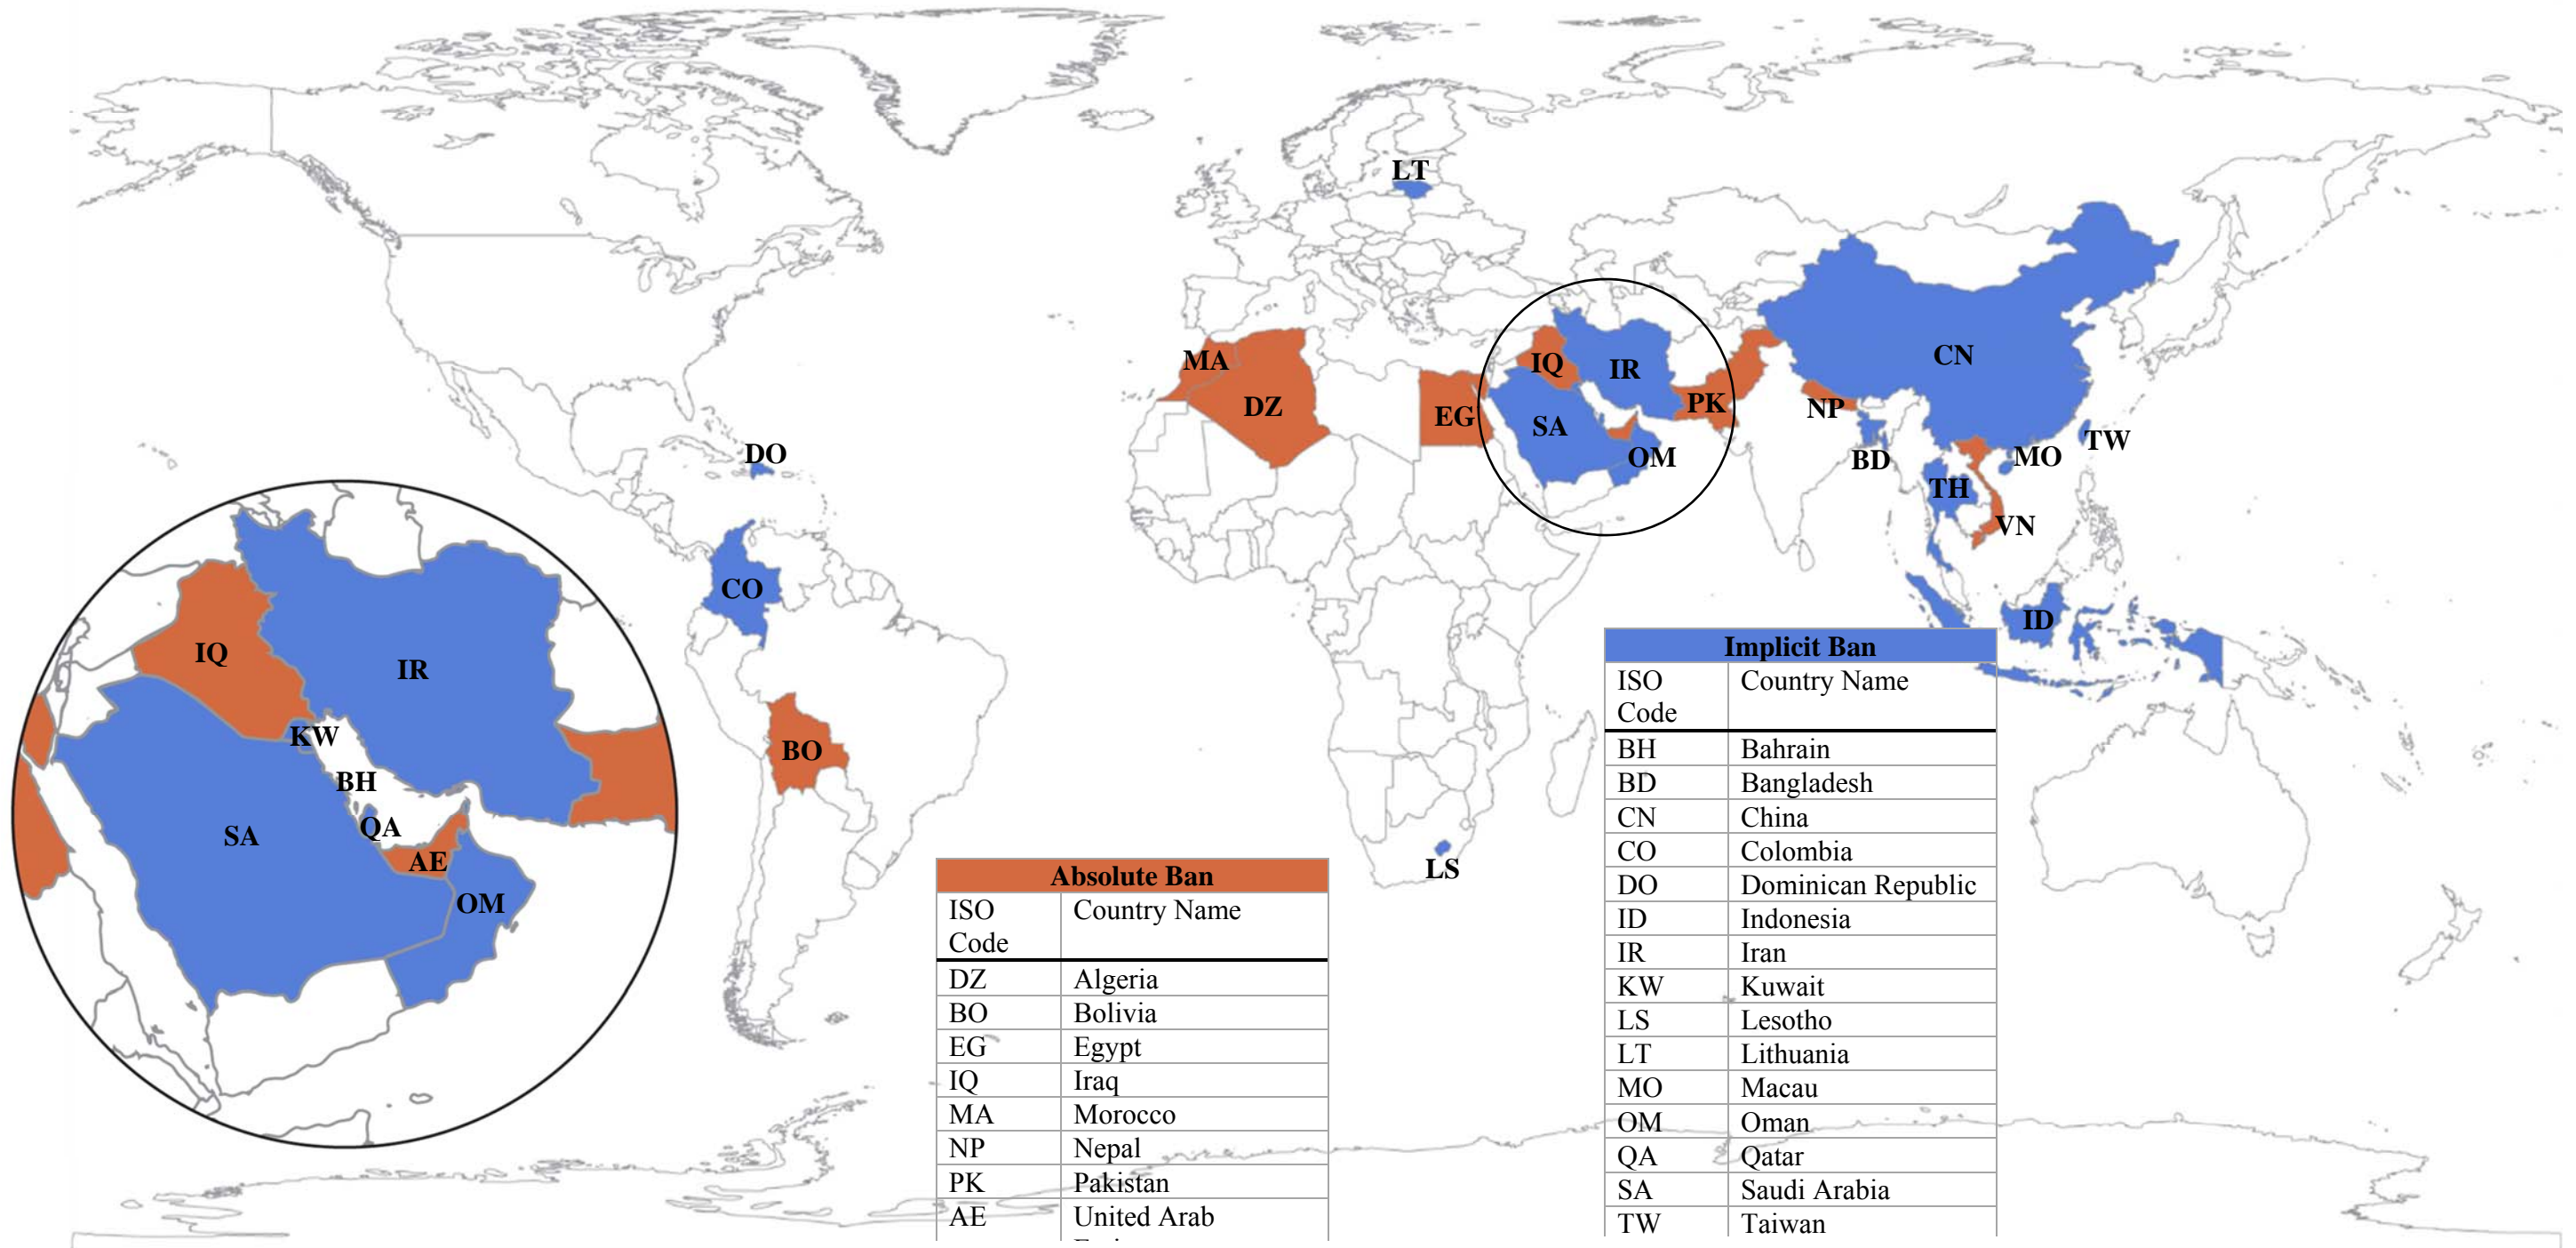 LT
MA
DZ
EG
IQ
IR
SA
OM
PK
NP
CN
BD
TW
MO
TH
VN
ID
DO
CO
BO
LS
IQ
IR
KW
BH
QA
SA
AE
OM
Absolute Ban
ISO Code Country Name
DZ Algeria
BO Bolivia
EG Egypt
IQ Iraq
MA Morocco
NP Nepal
PK Pakistan
AE United Arab
Implicit Ban
ISO Code Country Name
BH Bahrain
BD Bangladesh
CN China
CO Colombia
DO Dominican Republic
ID Indonesia
IR Iran
KW Kuwait
LS Lesotho
LT Lithuania
MO Macau
OM Oman
QA Qatar
SA Saudi Arabia
TW Taiwan